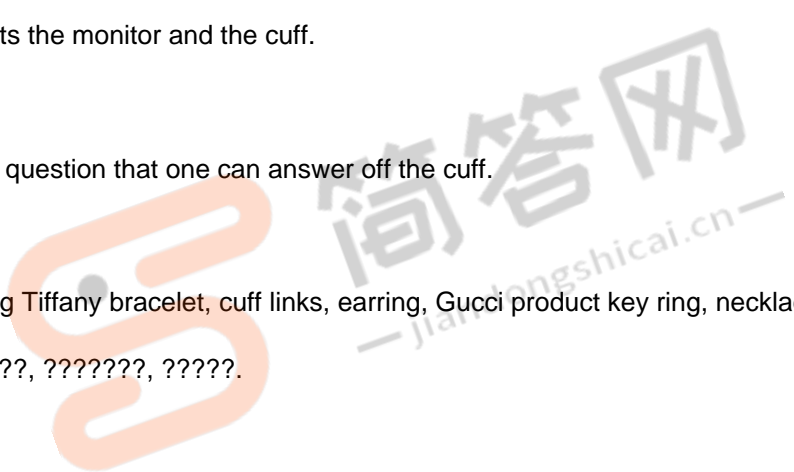 ts the monitor and the cuff.
question that one can answer off the cuff.
简答网
jiandongshicai.cn
g Tiffany bracelet, cuff links, earring, Gucci product key ring, neckla
??, ???????, ?????.